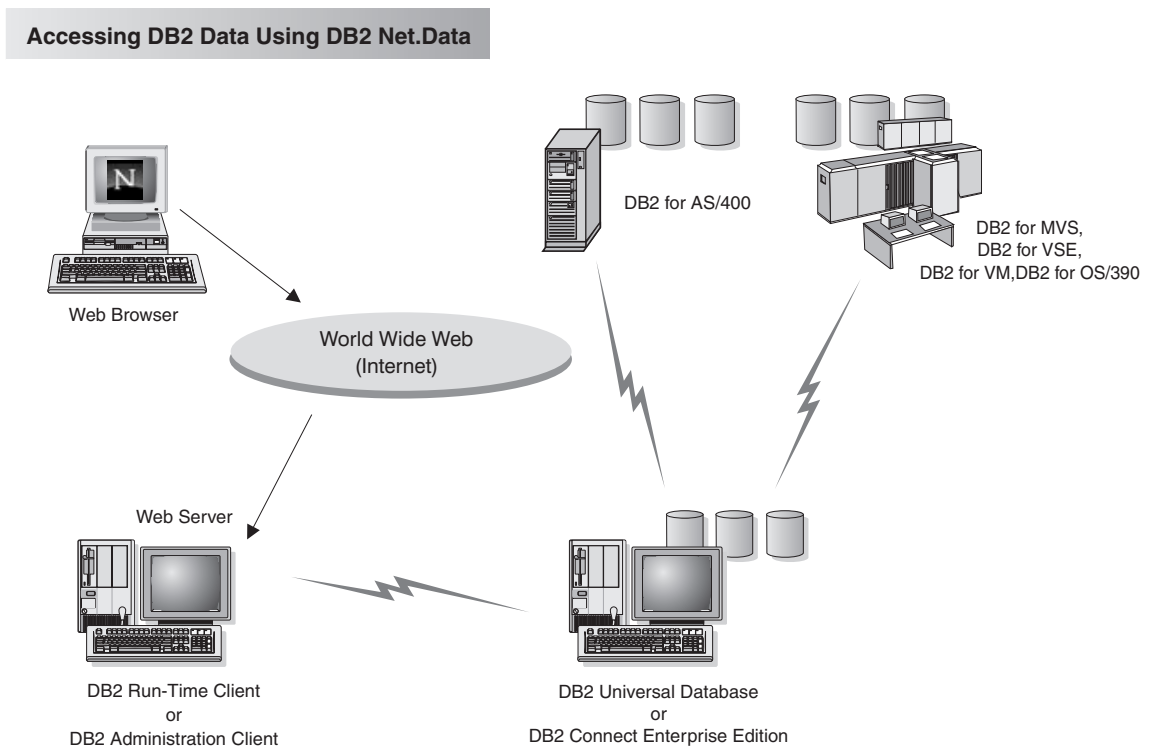 Accessing DB2 Data Using DB2 Net.Data
N
Web Browser
DB2 for AS/400
DB2 for MVS,
DB2 for VSE,
DB2 for VM,DB2 for OS/390
World Wide Web
(Internet)
Web Server
DB2 Run-Time Client
or
DB2 Administration Client
DB2 Universal Database
or
DB2 Connect Enterprise Edition